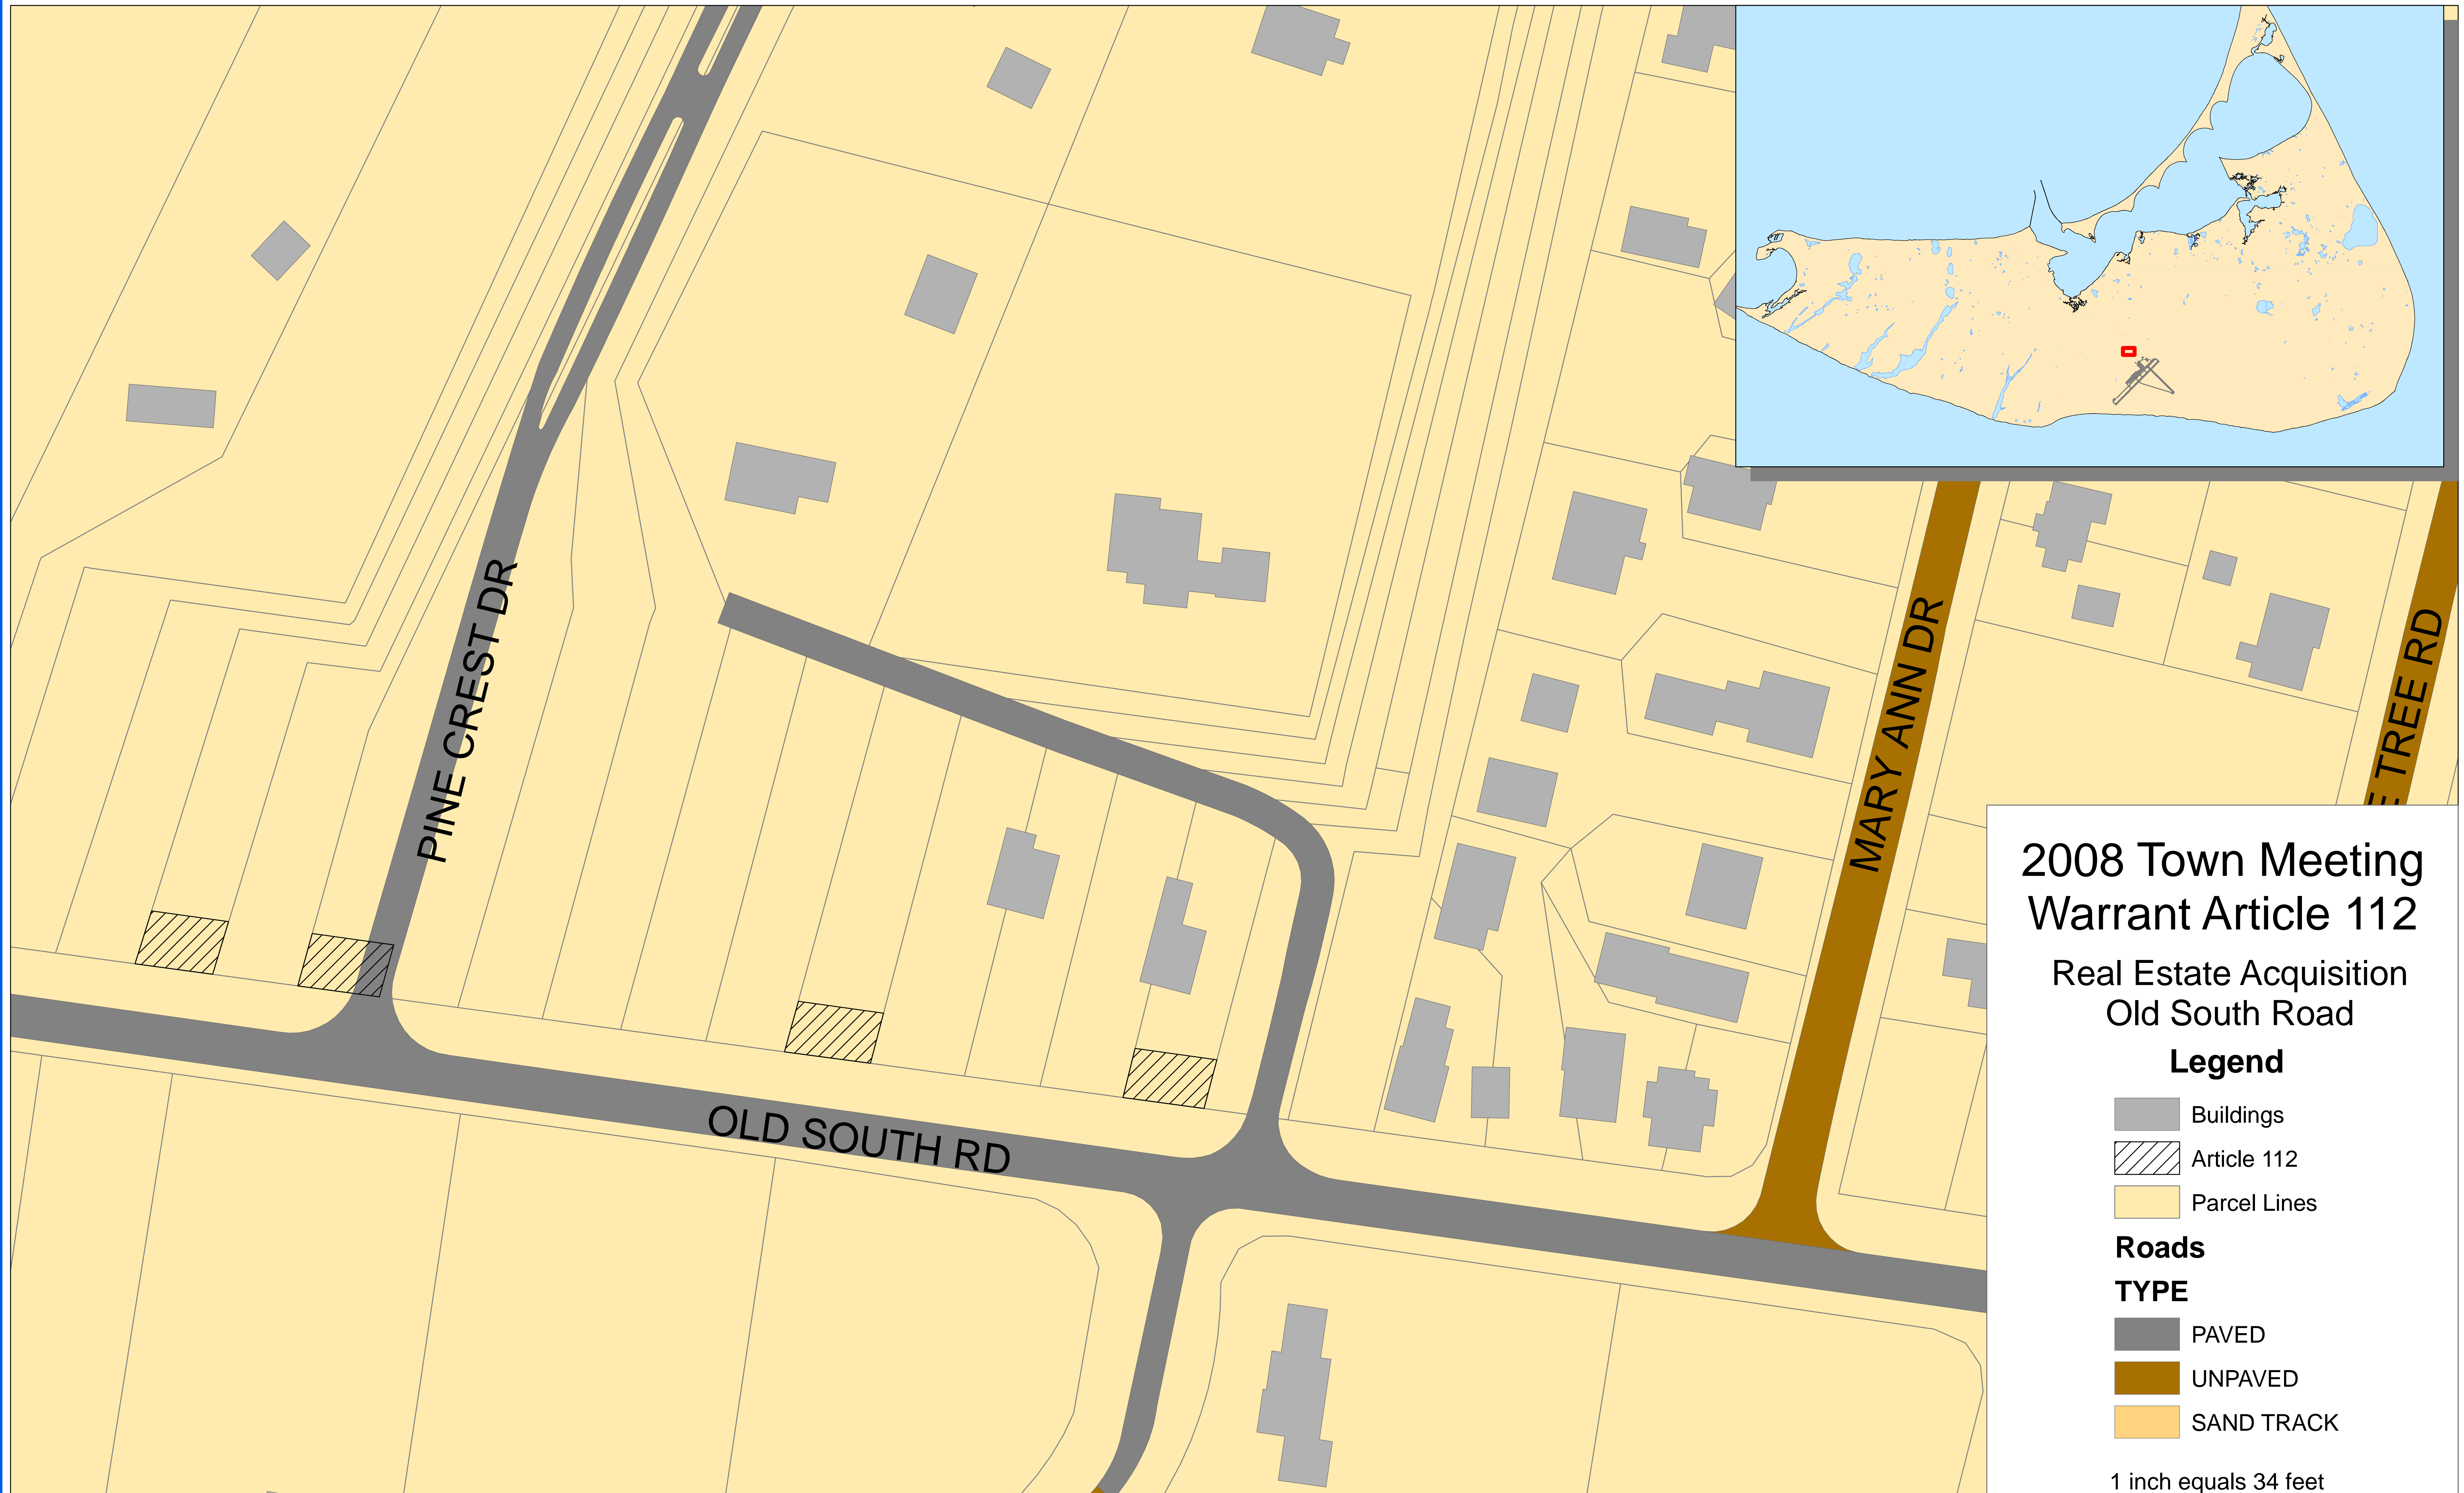 PINE CREST DR
OLD SOUTH RD
MARY ANN DR
E TREE RD
2008 Town Meeting
Warrant Article 112
Real Estate Acquisition
Old South Road
Legend
Buildings
Article 112
Parcel Lines
Roads
TYPE
PAVED
UNPAVED
SAND TRACK
1 inch equals 34 feet